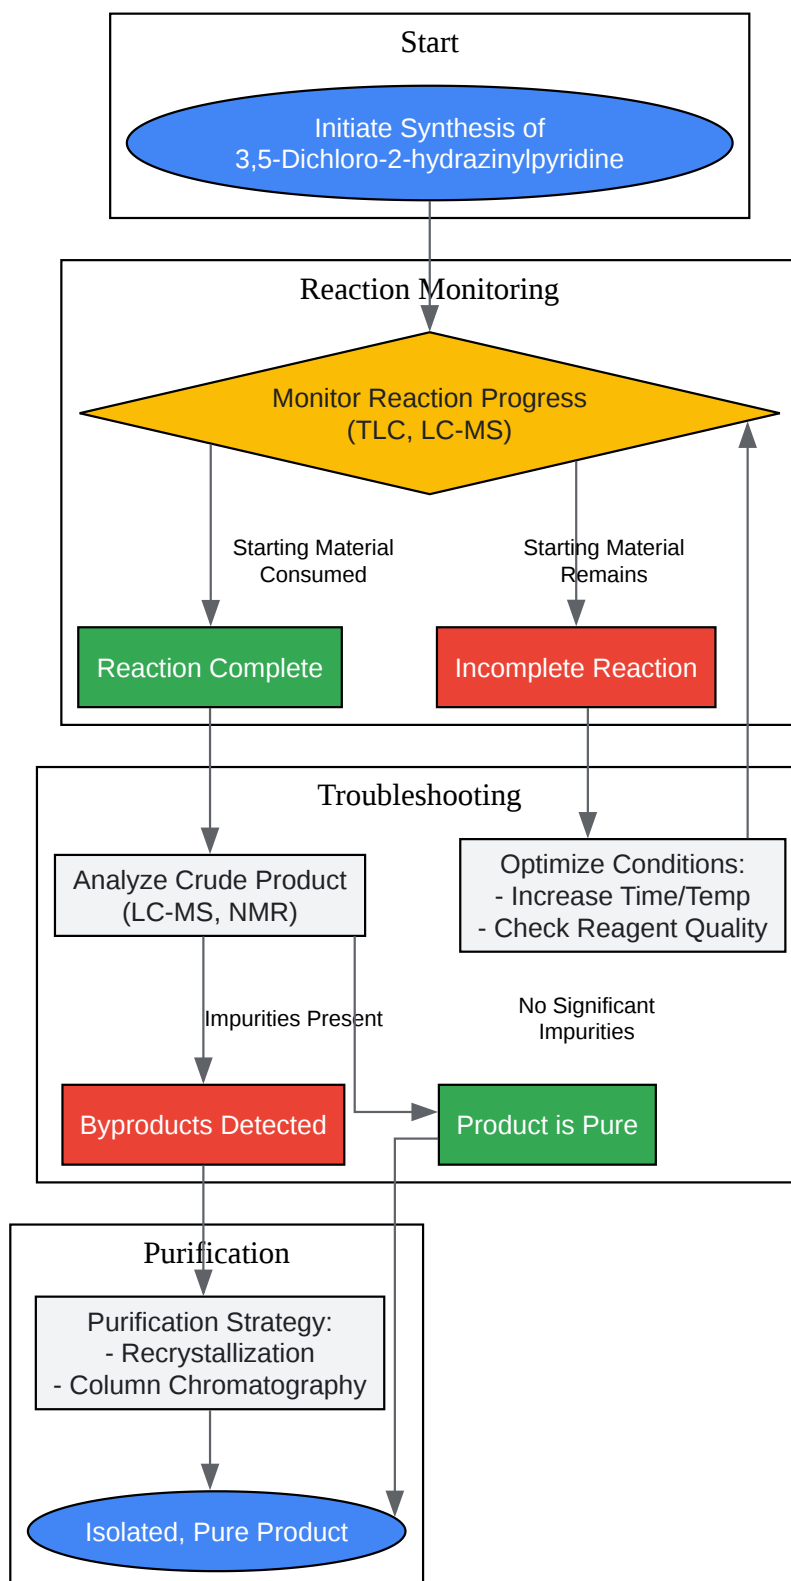 Start
Initiate Synthesis of
3,5-Dichloro-2-hydrazinylpyridine
Reaction Monitoring
Monitor Reaction Progress
(TLC, LC-MS)
Starting Material
Consumed
Starting Material
Remains
Reaction Complete
Incomplete Reaction
Troubleshooting
Analyze Crude Product
(LC-MS, NMR)
Optimize Conditions:
- Increase Time/Temp
- Check Reagent Quality
Impurities Present
No Significant
Impurities
Byproducts Detected
Product is Pure
Purification
Purification Strategy:
- Recrystallization
- Column Chromatography
Isolated, Pure Product